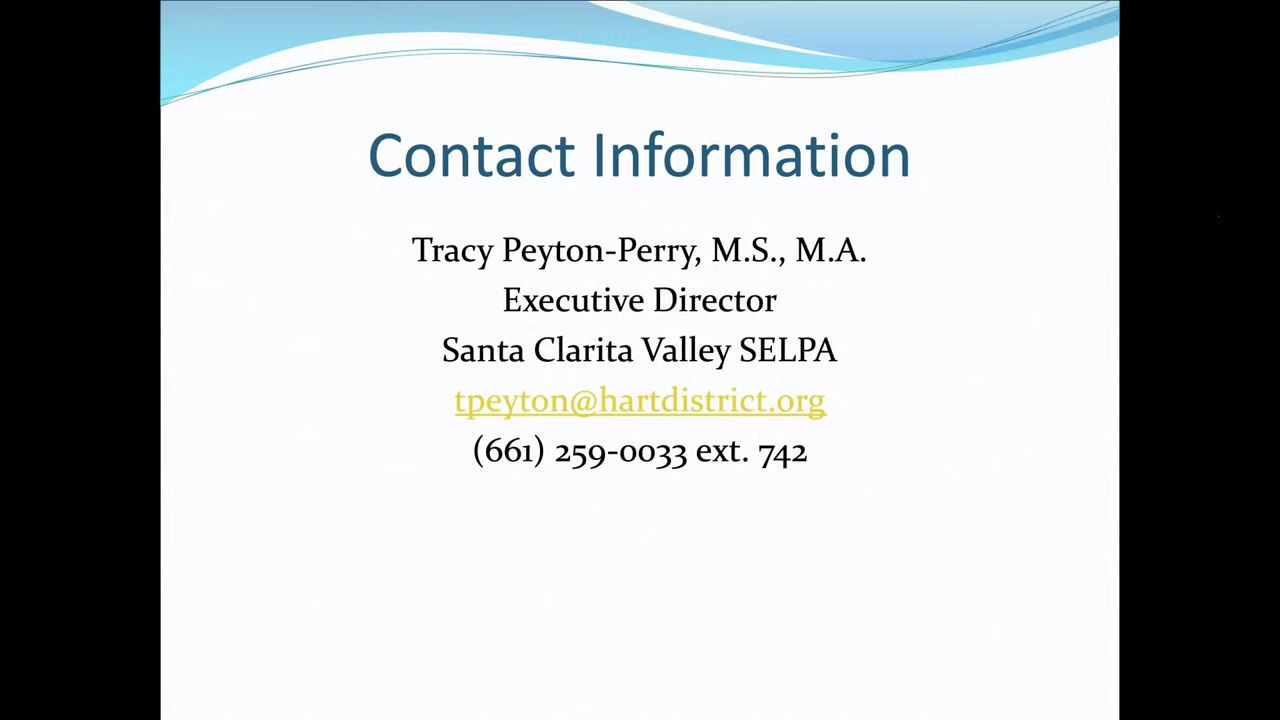 Contact Information
Tracy Peyton-Perry, M.S., M.A.
Executive Director
Santa Clarita Valley SELPA
tpeyton@hartdistrict.org
(661) 259-0033 ext. 742